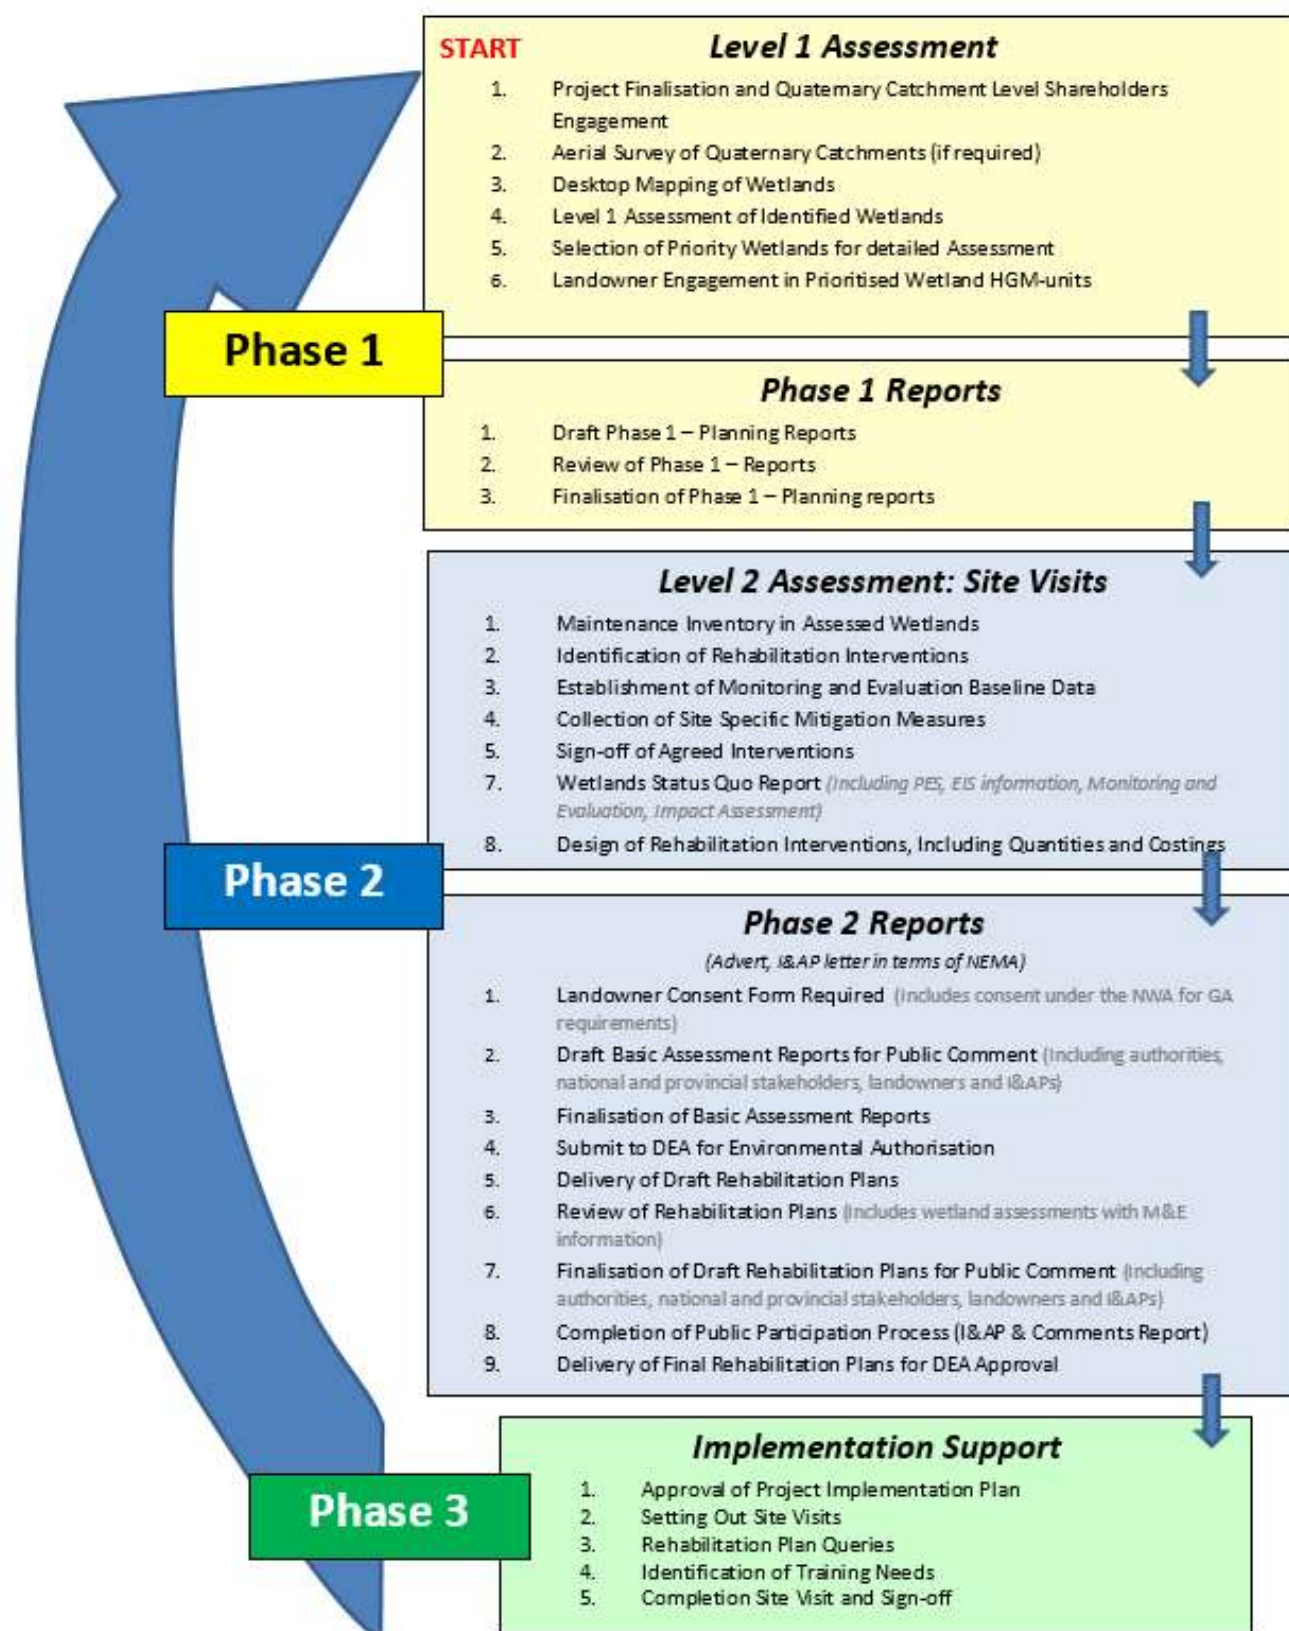 START
Level 1 Assessment
1. Project Finalisation and Quaternary Catchment Level Shareholders
Engagement
2. Aerial Survey of Quaternary Catchments (if required)
3. Desktop Mapping of Wetlands
4. Level 1 Assessment of Identified Wetlands
5. Selection of Priority Wetlands for detailed Assessment
6. Landowner Engagement in Prioritised Wetland HGM-units
Phase 1
Phase 1 Reports
1. Draft Phase 1 – Planning Reports
2. Review of Phase 1 – Reports
3. Finalisation of Phase 1 – Planning reports
Level 2 Assessment: Site Visits
1. Maintenance Inventory in Assessed Wetlands
2. Identification of Rehabilitation Interventions
3. Establishment of Monitoring and Evaluation Baseline Data
4. Collection of Site Specific Mitigation Measures
5. Sign-off of Agreed Interventions
7. Wetlands Status Quo Report (Including PES, EIS information, Monitoring and
Evaluation, Impact Assessment)
8. Design of Rehabilitation Interventions, Including Quantities and Costings
Phase 2
Phase 2 Reports
(Advert, I&AP letter in terms of NEMA)
1. Landowner Consent Form Required (Includes consent under the NWA for GA
requirements)
2. Draft Basic Assessment Reports for Public Comment (Including authorities,
national and provincial stakeholders, landowners and I&APs)
3. Finalisation of Basic Assessment Reports
4. Submit to DEA for Environmental Authorisation
5. Delivery of Draft Rehabilitation Plans
6. Review of Rehabilitation Plans (Includes wetland assessments with M&E
information)
7. Finalisation of Draft Rehabilitation Plans for Public Comment (Including
authorities, national and provincial stakeholders, landowners and I&APs)
8. Completion of Public Participation Process (I&AP & Comments Report)
9. Delivery of Final Rehabilitation Plans for DEA Approval
Phase 3
Implementation Support
1. Approval of Project Implementation Plan
2. Setting Out Site Visits
3. Rehabilitation Plan Queries
4. Identification of Training Needs
5. Completion Site Visit and Sign-off